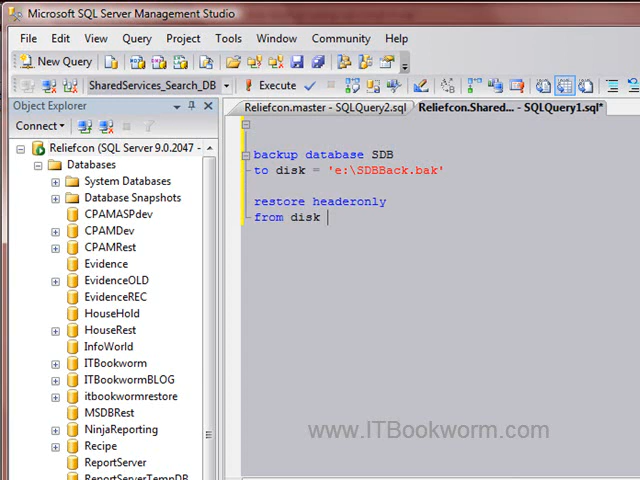 Microsoft SQL Server Management Studio
File Edit View Query Project Tools Window Community Help
New Query
SharedServices_Search_DB Execute
Object Explorer
Reliefcon.master - SQLQuery2.sql Reliefcon.Shared... - SQLQuery1.sql*
Connect
Reliefcon (SQL Server 9.0.2047 -
Databases
System Databases
Database Snapshots
CPAMASPdev
CPAMDev
CPAMRest
Evidence
EvidenceOLD
EvidenceREC
HouseHold
HouseRest
InfoWorld
ITBookworm
ITBookwormBLOG
itbookwormrestore
MSDBRest
NinjaReporting
Recipe
ReportServer
ReportServerTempDB
backup database SDB
to disk = 'e:\SDBBack.bak'
restore headeronly
from disk
www.ITBookworm.com